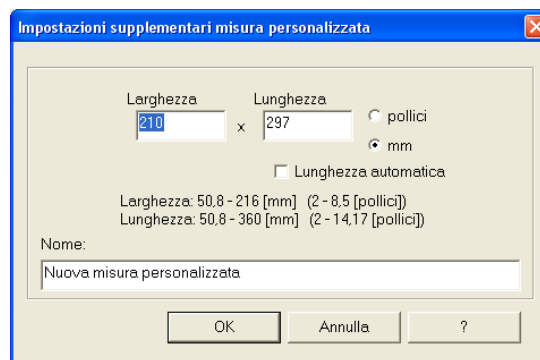 Impostazioni supplementari misura personalizzata
Larghezza Lunghezza
210 x 297
pollici
mm
Lunghezza automatica
Larghezza: 50,8 - 216 [mm] (2 - 8,5 [pollici])
Lunghezza: 50,8 - 360 [mm] (2 - 14,17 [pollici])
Nome:
Nuova misura personalizzata
OK Annulla ?